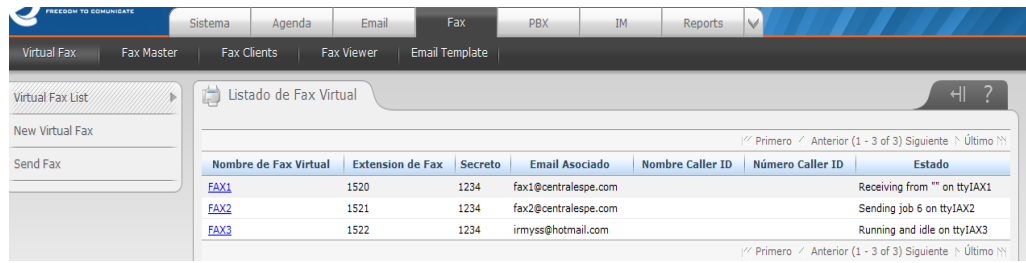 FREEDOM TO COMUNICATE
Sistema Agenda Email Fax PBX IM Reports
Virtual Fax Fax Master Fax Clients Fax Viewer Email Template
Virtual Fax List
New Virtual Fax
Send Fax
Listado de Fax Virtual
?
Primero Anterior (1 - 3 of 3) Siguiente Último
Nombre de Fax Virtual Extension de Fax Secreto Email Asociado Nombre Caller ID Número Caller ID Estado
FAX1 1520 1234 fax1@centralespe.com Receiving from "" on ttyIAX1
FAX2 1521 1234 fax2@centralespe.com Sending job 6 on ttyIAX2
FAX3 1522 1234 irmyss@hotmail.com Running and idle on ttyIAX3
Primero Anterior (1 - 3 of 3) Siguiente Último